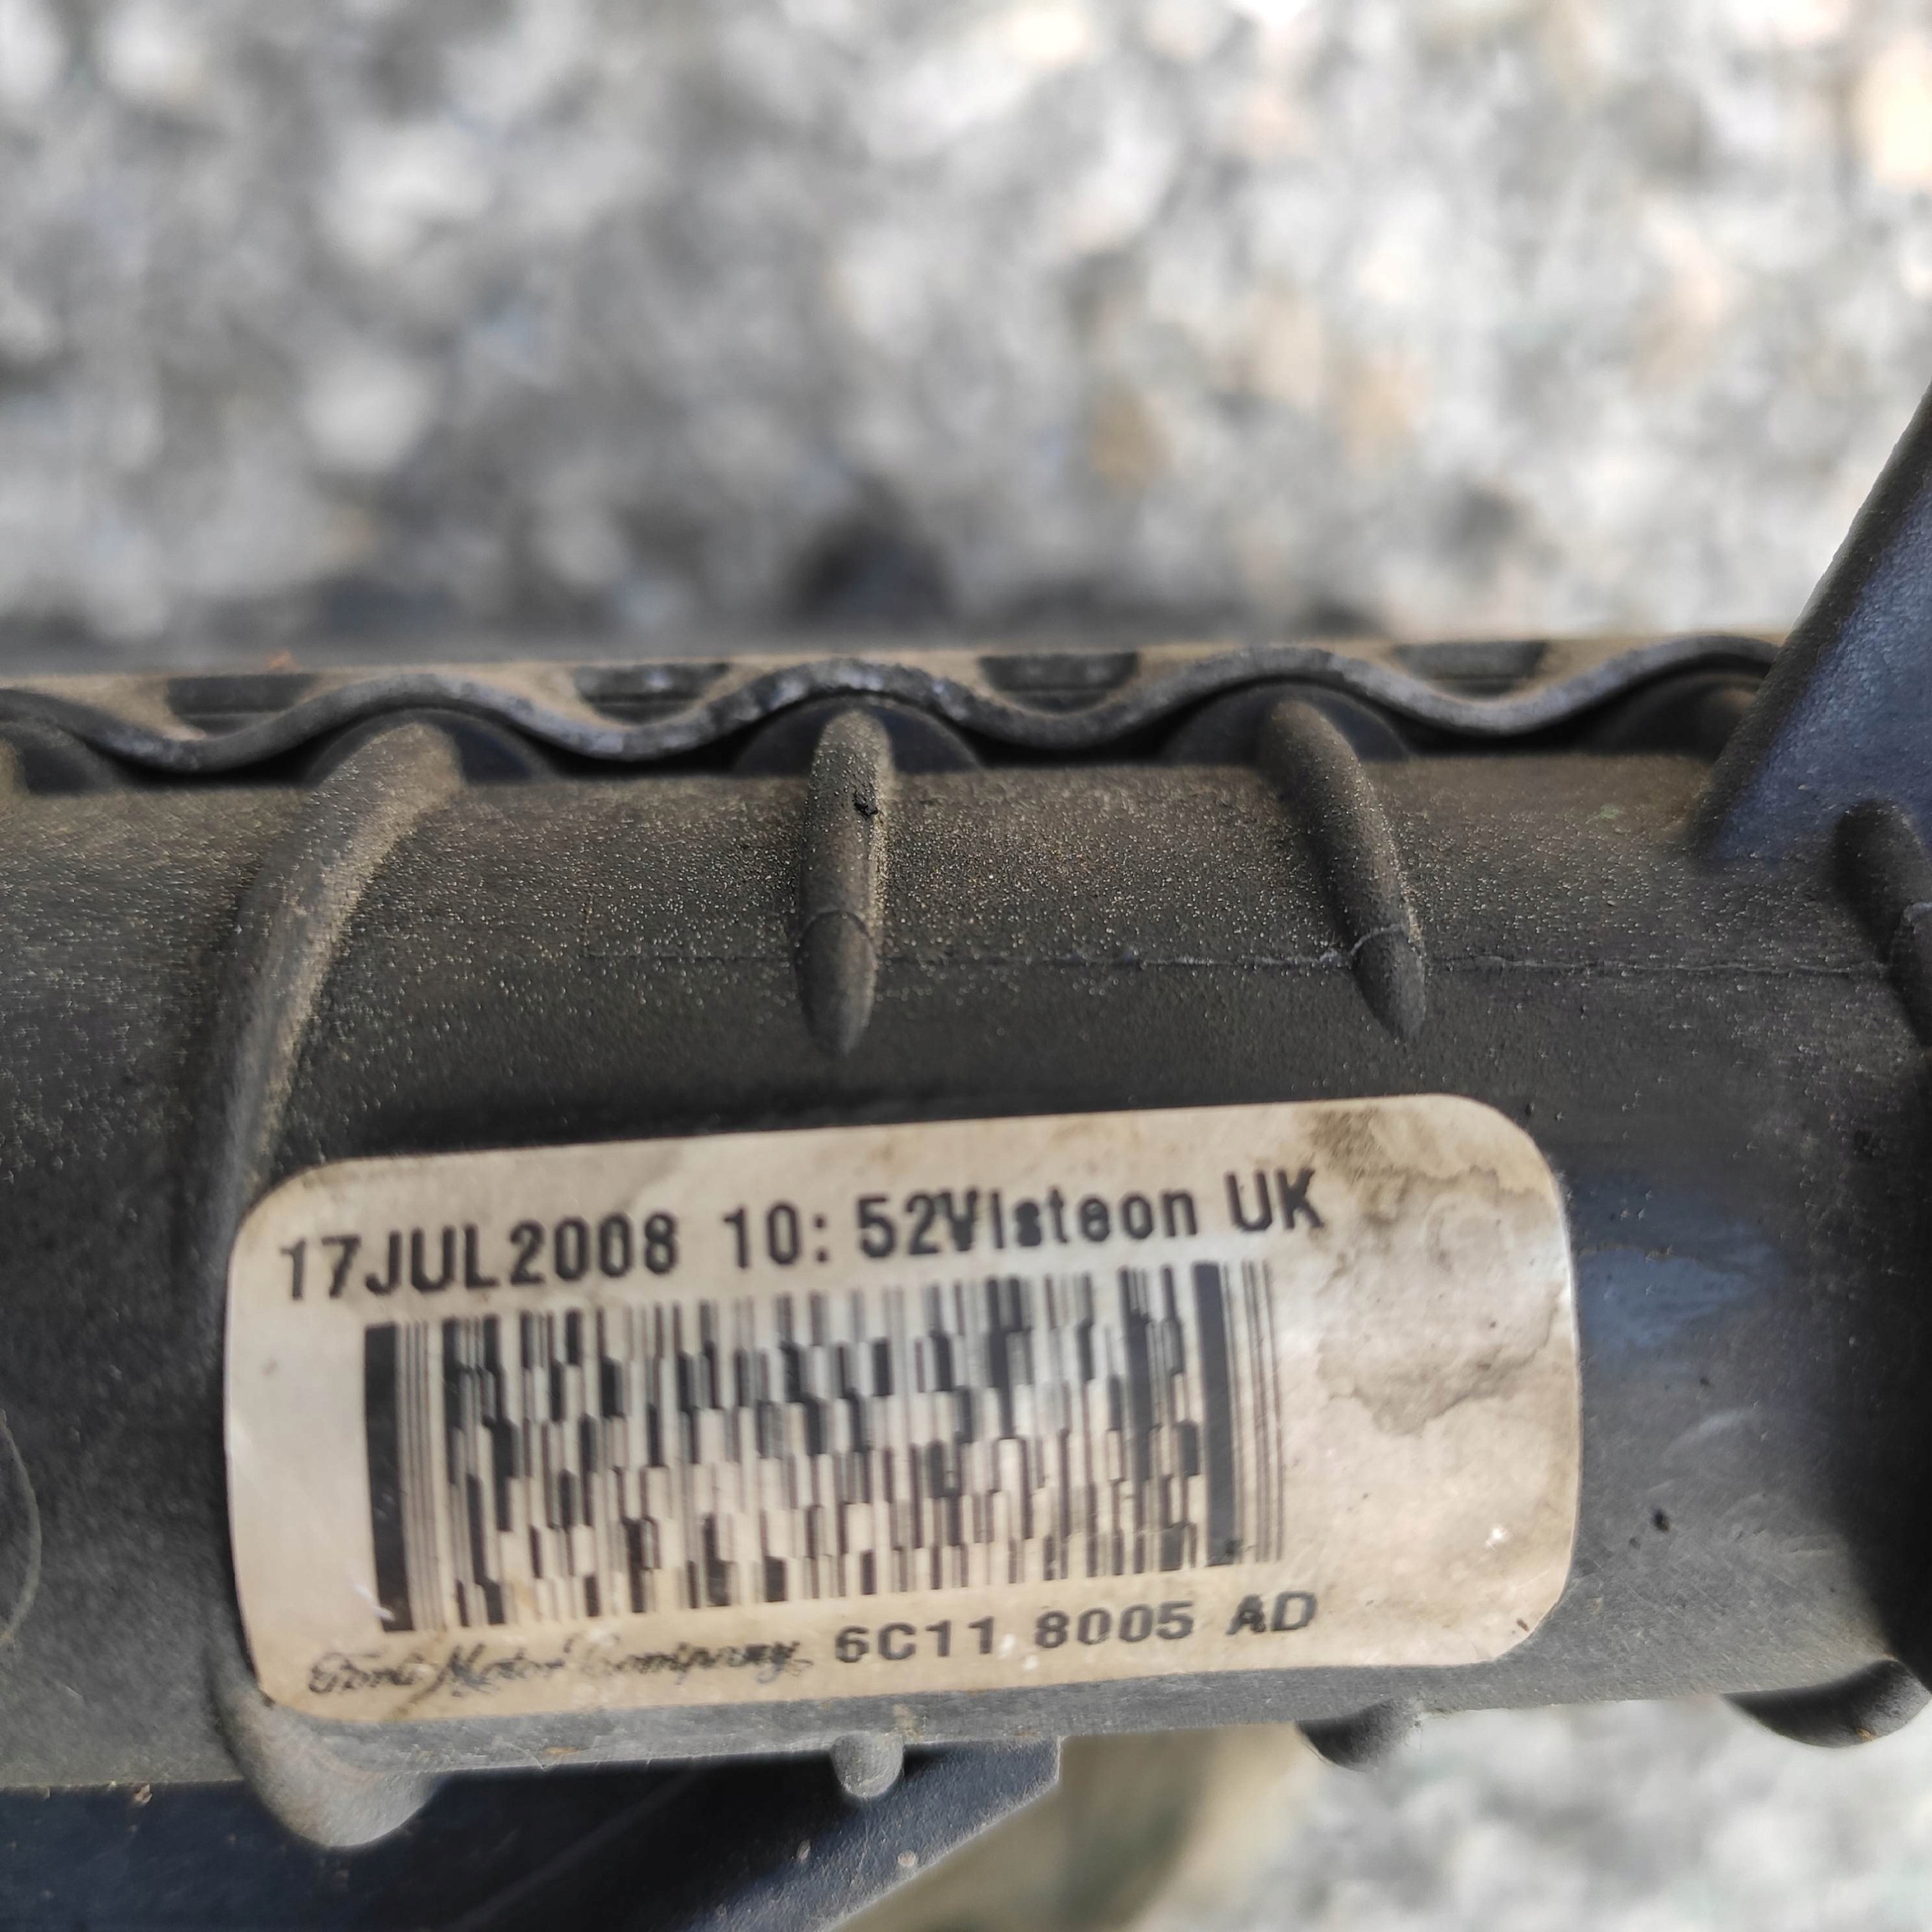 17JUL2008 10:52Visteon UK
Ford Motor Company 6C11 8005 AD